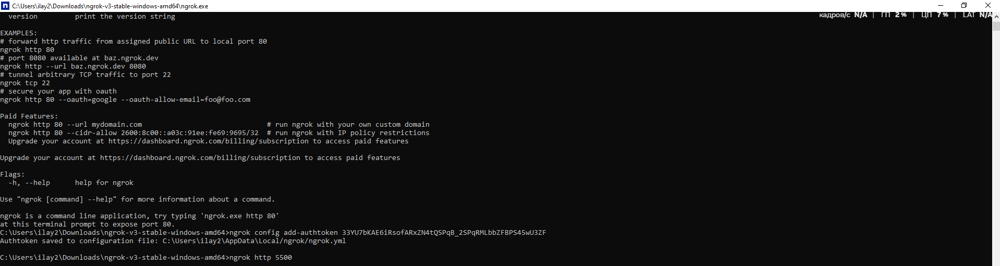 C:\Users\ilay2\Downloads\ngrok-v3-stable-windows-amd64\ngrok.exe
кадров/с N/A | ГП 2% | ЦП 7% | LAT N/A
version print the version string
EXAMPLES:
# forward http traffic from assigned public URL to local port 80
ngrok http 80
# port 8080 available at baz.ngrok.dev
ngrok http --url baz.ngrok.dev 8080
# tunnel arbitrary TCP traffic to port 22
ngrok tcp 22
# secure your app with oauth
ngrok http 80 --oauth=google --oauth-allow-email=foo@foo.com
Paid Features:
ngrok http 80 --url mydomain.com # run ngrok with your own custom domain
ngrok http 80 --cidr-allow 2600:8c00::a03c:91ee:fe69:9695/32 # run ngrok with IP policy restrictions
Upgrade your account at https://dashboard.ngrok.com/billing/subscription to access paid features
Upgrade your account at https://dashboard.ngrok.com/billing/subscription to access paid features
Flags:
-h, --help help for ngrok
Use "ngrok [command] --help" for more information about a command.
ngrok is a command line application, try typing 'ngrok.exe http 80'
at this terminal prompt to expose port 80.
C:\Users\ilay2\Downloads\ngrok-v3-stable-windows-amd64>ngrok config add-authtoken 33YU7bKAE6iRsofARxZN4tQSPqB_2SPqRMLbbZFBPS45wU3ZF
Authtoken saved to configuration file: C:\Users\ilay2\AppData\Local/ngrok/ngrok.yml
C:\Users\ilay2\Downloads\ngrok-v3-stable-windows-amd64>ngrok http 5500